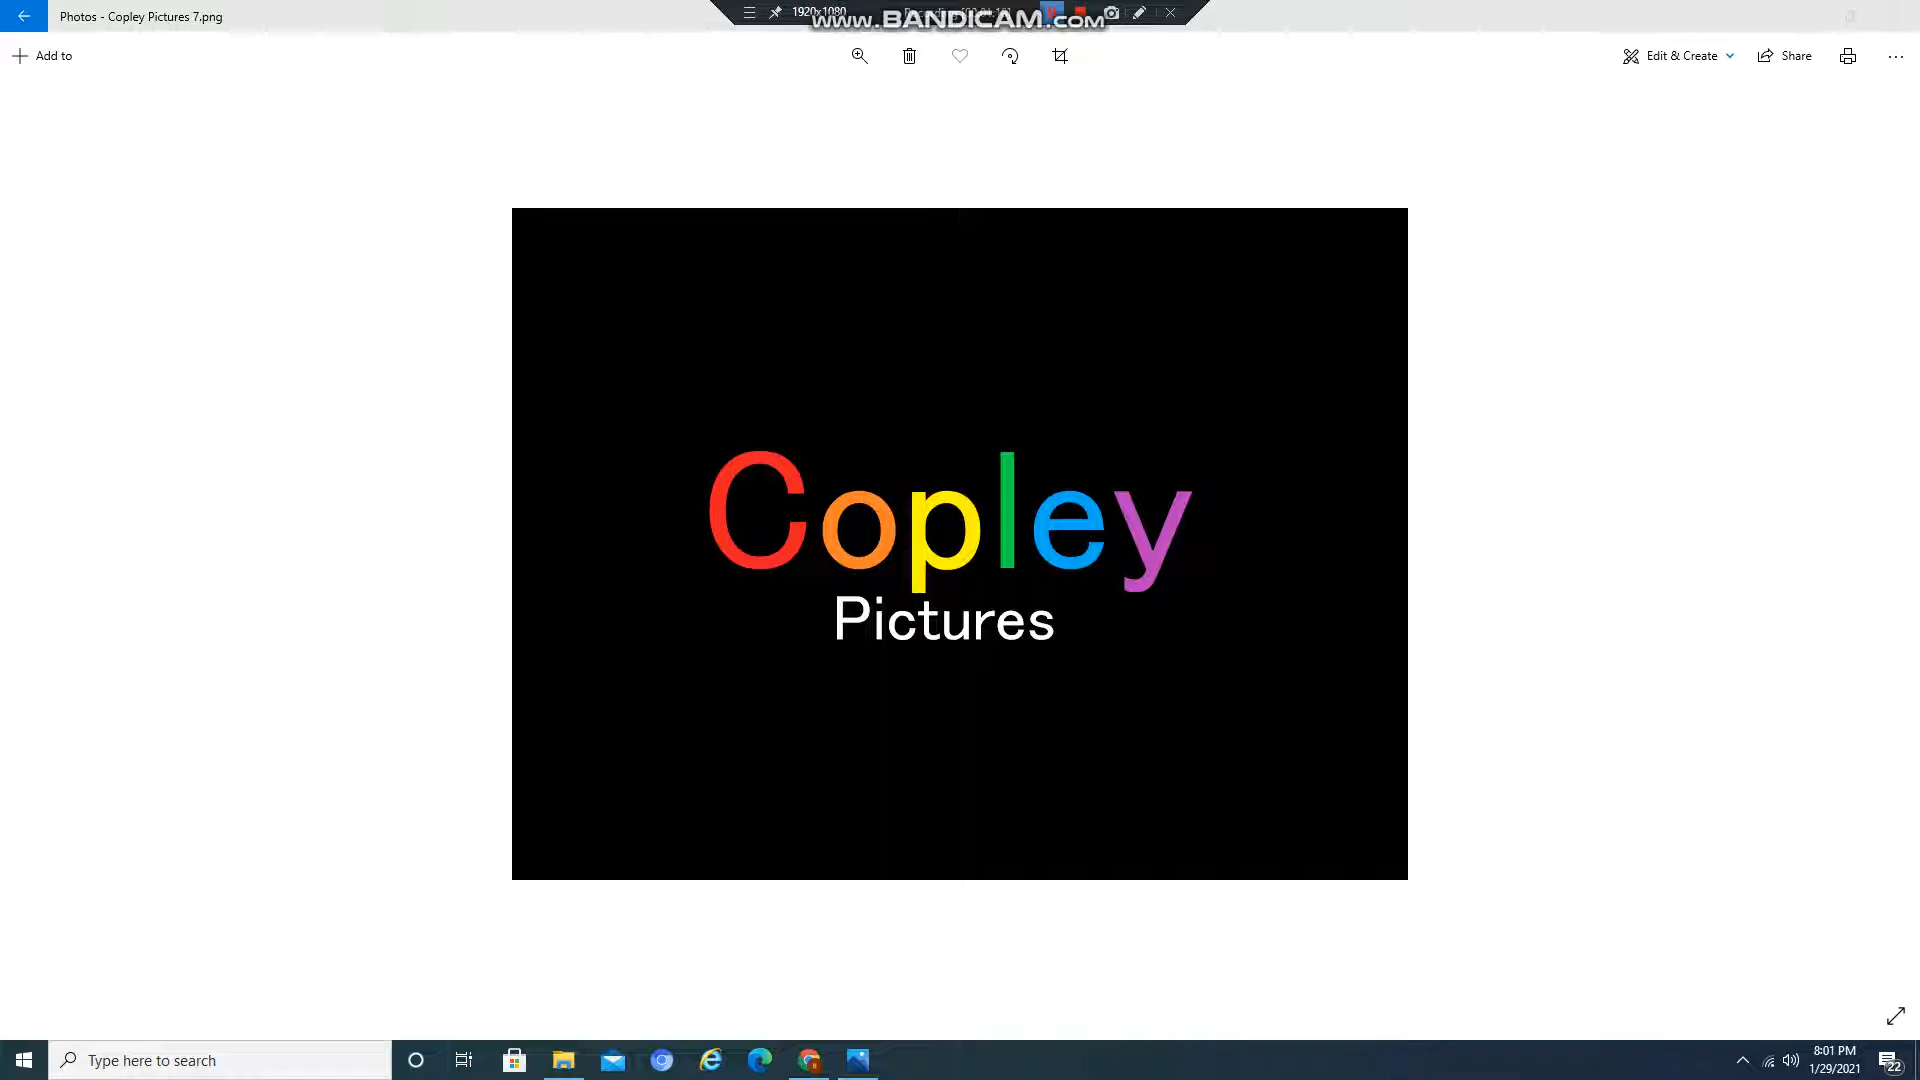 Photos - Copley Pictures 7.png
1920x1080
www.BANDICAM.com
Add to
Edit & Create
Share
Copley
Pictures
Type here to search
8:01 PM
1/29/2021
22